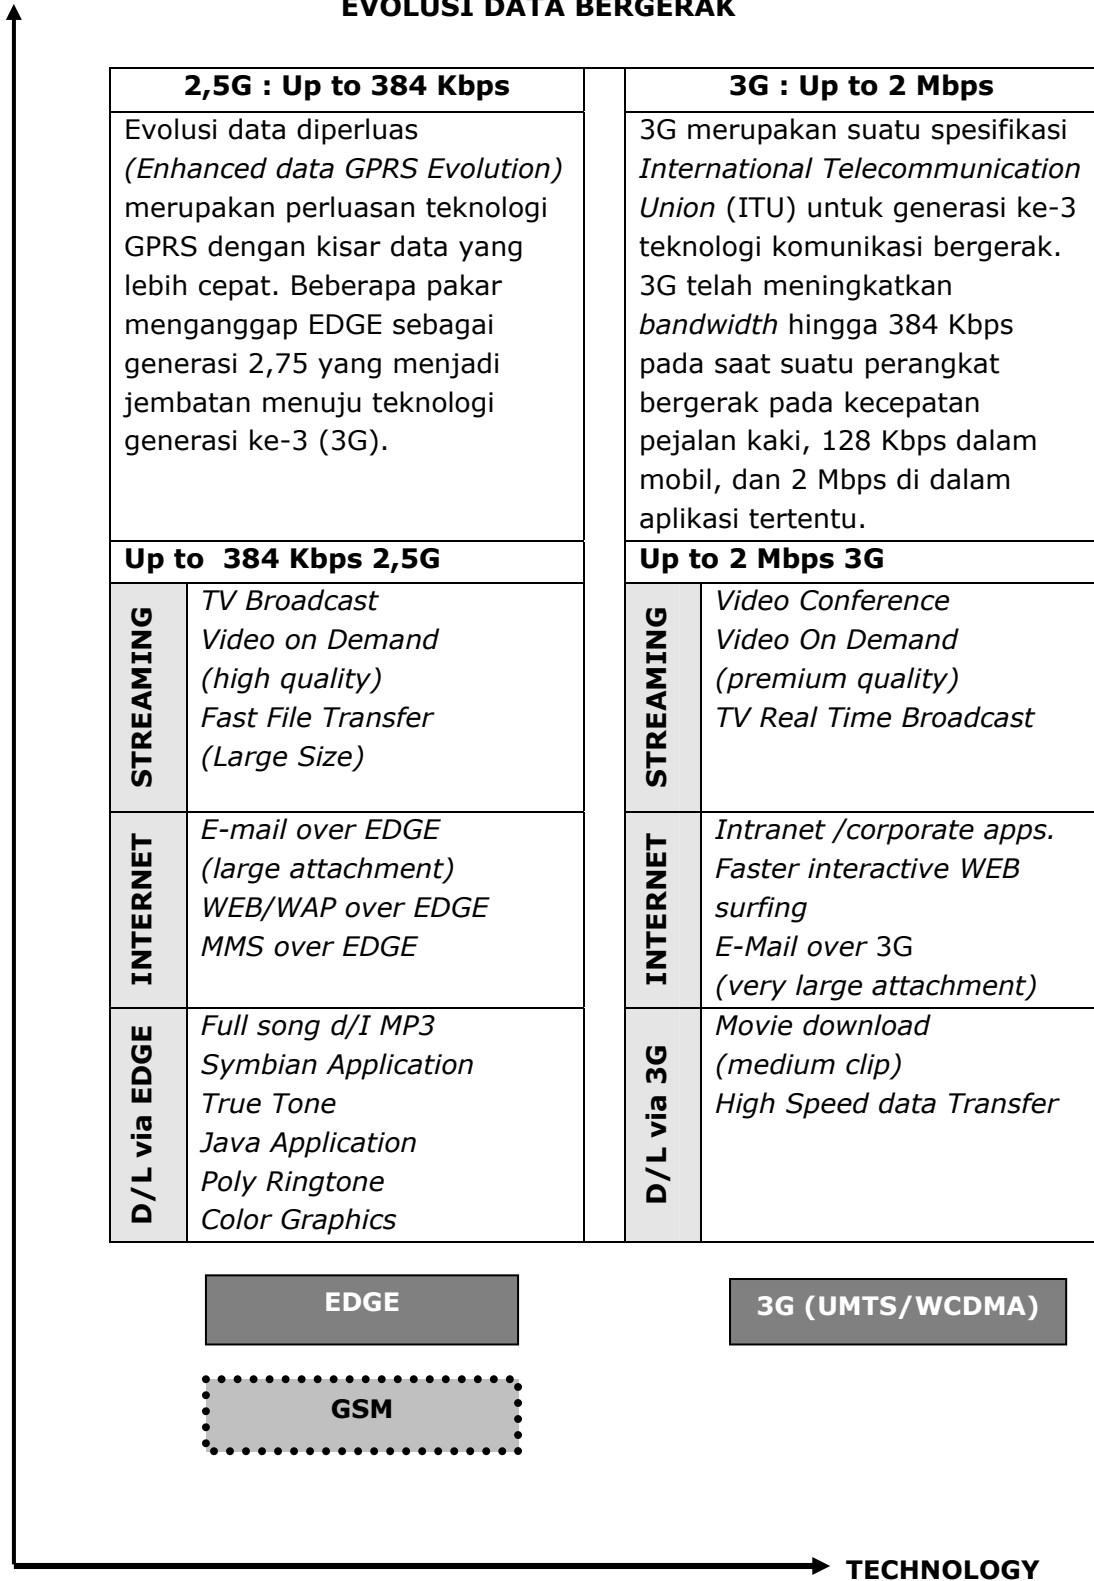 EVOLUSI DATA BERGERAK
2,5G : Up to 384 Kbps
Evolusi data diperluas
(Enhanced data GPRS Evolution)
merupakan perluasan teknologi
GPRS dengan kisar data yang
lebih cepat. Beberapa pakar
menganggap EDGE sebagai
generasi 2,75 yang menjadi
jembatan menuju teknologi
generasi ke-3 (3G).
Up to 384 Kbps 2,5G
STREAMING
TV Broadcast
Video on Demand
(high quality)
Fast File Transfer
(Large Size)
INTERNET
E-mail over EDGE
(large attachment)
WEB/WAP over EDGE
MMS over EDGE
D/L via EDGE
Full song d/I MP3
Symbian Application
True Tone
Java Application
Poly Ringtone
Color Graphics
EDGE
GSM
3G : Up to 2 Mbps
3G merupakan suatu spesifikasi
International Telecommunication
Union (ITU) untuk generasi ke-3
teknologi komunikasi bergerak.
3G telah meningkatkan
bandwidth hingga 384 Kbps
pada saat suatu perangkat
bergerak pada kecepatan
pejalan kaki, 128 Kbps dalam
mobil, dan 2 Mbps di dalam
aplikasi tertentu.
Up to 2 Mbps 3G
STREAMING
Video Conference
Video On Demand
(premium quality)
TV Real Time Broadcast
INTERNET
Intranet /corporate apps.
Faster interactive WEB
surfing
E-Mail over 3G
(very large attachment)
D/L via 3G
Movie download
(medium clip)
High Speed data Transfer
3G (UMTS/WCDMA)
TECHNOLOGY